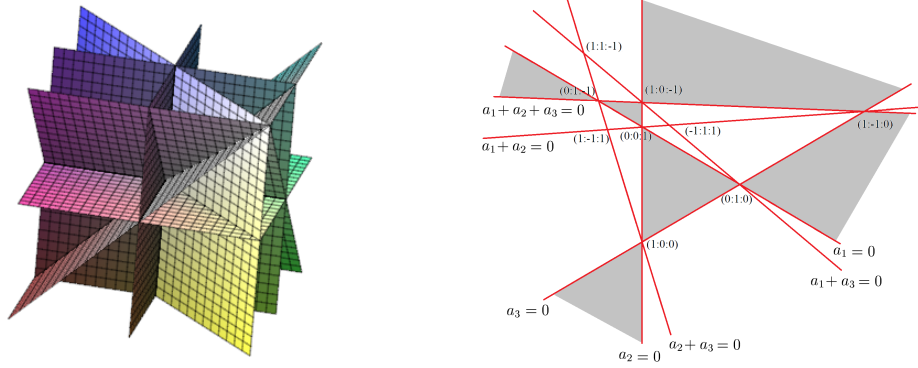 (1:1:-1)
(0:1:-1)
(1:0:-1)
a₁ + a₂ + a₃ = 0
(1:-1:0)
(-1:1:1)
(1:-1:1)
(0:0:1)
a₁ + a₂ = 0
(0:1:0)
(1:0:0)
a₁ = 0
a₁ + a₃ = 0
a₃ = 0
a₂ + a₃ = 0
a₂ = 0